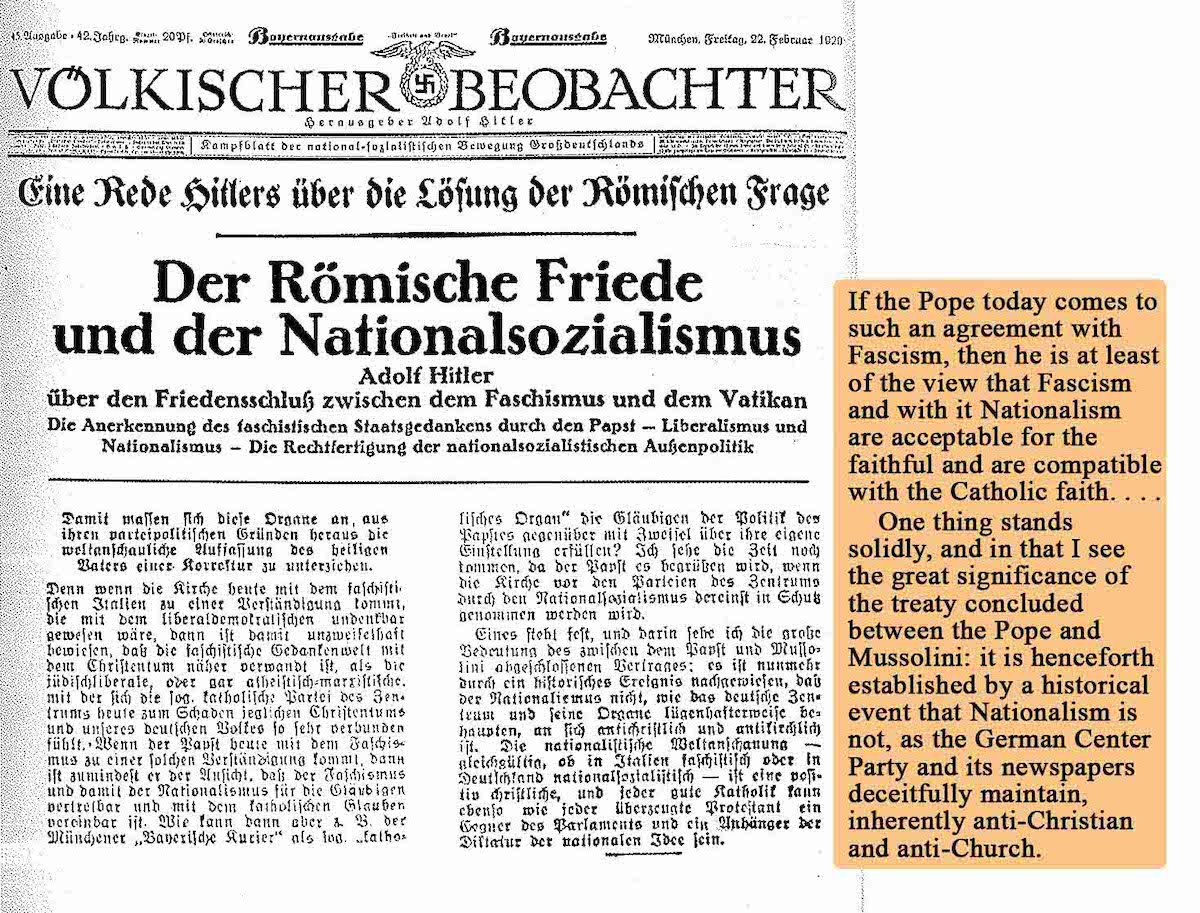 45. Ausgabe • 42. Jahrg. 20 Pf. Bayernausgabe „Freiheit und Brot“ Bayernausgabe München, Freitag, 22. Februar 1929
VÖLKISCHER BEOBACHTER
Herausgeber Adolf Hitler
Kampfblatt der national-sozialistischen Bewegung Großdeutschlands
Eine Rede Hitlers über die Lösung der Römischen Frage
Der Römische Friede
und der Nationalsozialismus
Adolf Hitler
über den Friedensschluß zwischen dem Faschismus und dem Vatikan
Die Anerkennung des faschistischen Staatsgedankens durch den Papst — Liberalismus und
Nationalismus — Die Rechtfertigung der nationalsozialistischen Außenpolitik
Damit massen sich diese Organe an, aus
ihren parteipolitischen Gründen heraus die
weltanschauliche Auffassung des heiligen
Vaters einer Korrektur zu unterziehen.
Denn wenn die Kirche heute mit dem faschisti-
schen Italien zu einer Verständigung kommt,
die mit dem liberaldemokratischen undenkbar
gewesen wäre, dann ist damit unzweifelhaft
bewiesen, daß die faschistische Gedankenwelt mit
dem Christentum näher verwandt ist, als die
jüdischliberale, oder gar atheistisch-marxistische,
mit der sich die sog. katholische Partei des Zen-
trums heute zum Schaden jeglichen Christentums
und unseres deutschen Volkes so sehr verbunden
fühlt. Wenn der Papst heute mit dem Faschis-
mus zu einer solchen Verständigung kommt, dann
ist zumindest er der Ansicht, daß der Faschismus
und damit der Nationalismus für die Gläubigen
vertretbar und mit dem katholischen Glauben
vereinbar ist. Wie kann dann aber z. B. der
Münchener „Bayerische Kurier“ als sog. „katho-
lisches Organ“ die Gläubigen der Politik des
Papstes gegenüber mit Zweifel über ihre eigene
Einstellung erfüllen? Ich sehe die Zeit noch
kommen, da der Papst es begrüßen wird, wenn
die Kirche vor den Parteien des Zentrums
durch den Nationalsozialismus dereinst in Schutz
genommen werden wird.
Eines steht fest, und darin sehe ich die große
Bedeutung des zwischen dem Papst und Musso-
lini abgeschlossenen Vertrages: es ist nunmehr
durch ein historisches Ereignis nachgewiesen, daß
der Nationalismus nicht, wie das deutsche Zen-
trum und seine Organe lügenhafterweise be-
haupten, an sich antichristlich und antikirchlich
ist. Die nationalistische Weltanschauung —
gleichgültig, ob in Italien faschistisch oder in
Deutschland nationalsozialistisch — ist eine posi-
tiv christliche, und jeder gute Katholik kann
ebenso wie jeder überzeugte Protestant ein
Gegner des Parlaments und ein Anhänger der
Diktatur der nationalen Idee sein.
If the Pope today comes to
such an agreement with
Fascism, then he is at least
of the view that Fascism
and with it Nationalism
are acceptable for the
faithful and are compatible
with the Catholic faith. . . .
One thing stands
solidly, and in that I see
the great significance of
the treaty concluded
between the Pope and
Mussolini: it is henceforth
established by a historical
event that Nationalism is
not, as the German Center
Party and its newspapers
deceitfully maintain,
inherently anti-Christian
and anti-Church.